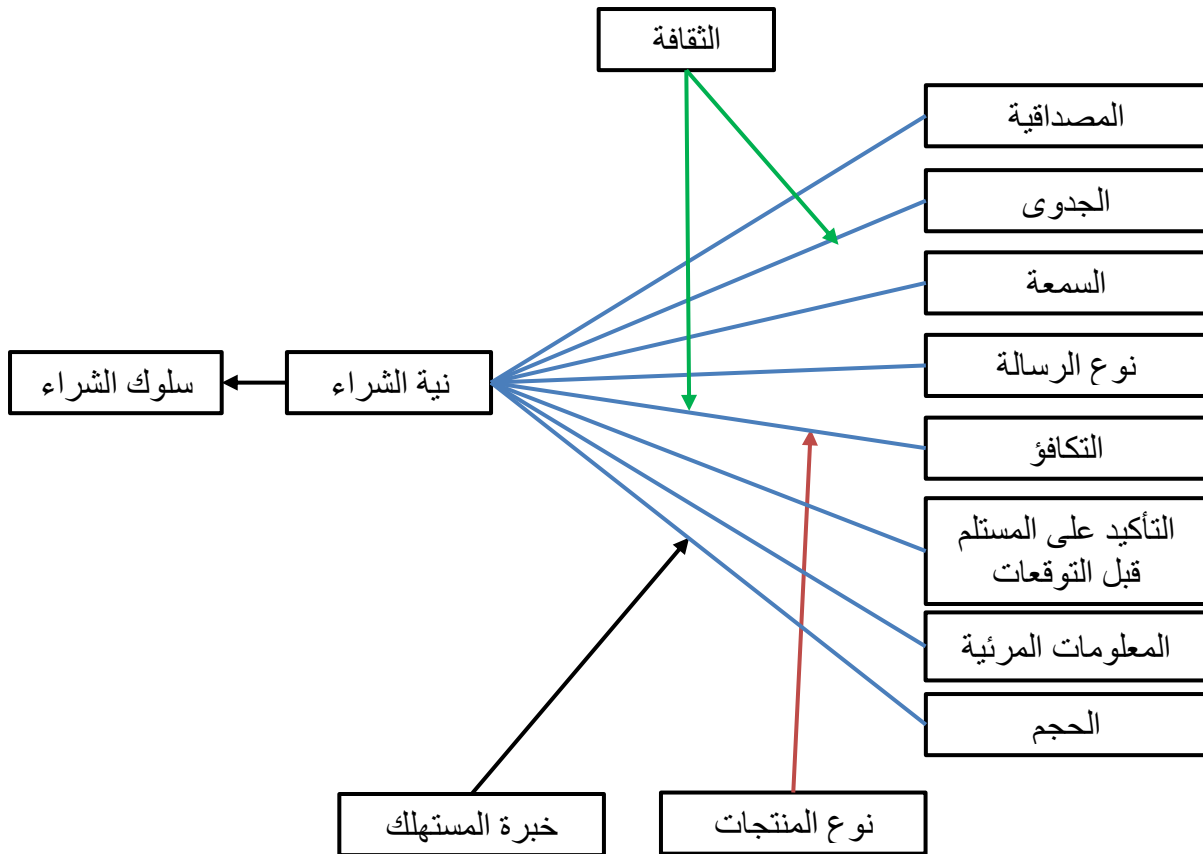 الثقافة
المصداقية
الجدوى
السمعة
نوع الرسالة
نية الشراء
سلوك الشراء
التكافؤ
التأكيد على المستلم
قبل التوقعات
المعلومات المرئية
الحجم
نوع المنتجات
خبرة المستهلك